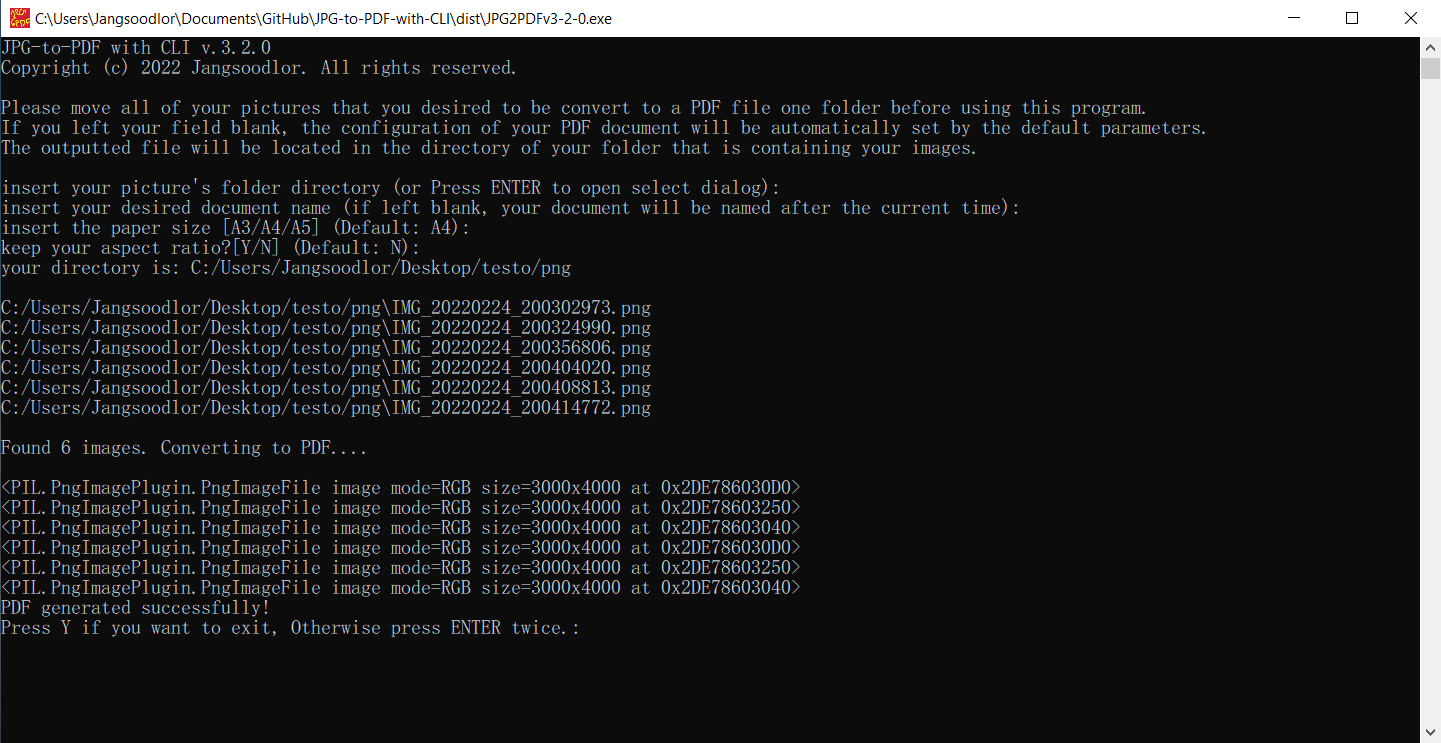 C:\Users\Jangsoodlor\Documents\GitHub\JPG-to-PDF-with-CLI\dist\JPG2PDFv3-2-0.exe
JPG-to-PDF with CLI v.3.2.0
Copyright (c) 2022 Jangsoodlor. All rights reserved.
Please move all of your pictures that you desired to be convert to a PDF file one folder before using this program.
If you left your field blank, the configuration of your PDF document will be automatically set by the default parameters.
The outputted file will be located in the directory of your folder that is containing your images.
insert your picture's folder directory (or Press ENTER to open select dialog):
insert your desired document name (if left blank, your document will be named after the current time):
insert the paper size [A3/A4/A5] (Default: A4):
keep your aspect ratio?[Y/N] (Default: N):
your directory is: C:/Users/Jangsoodlor/Desktop/testo/png
C:/Users/Jangsoodlor/Desktop/testo/png\IMG_20220224_200302973.png
C:/Users/Jangsoodlor/Desktop/testo/png\IMG_20220224_200324990.png
C:/Users/Jangsoodlor/Desktop/testo/png\IMG_20220224_200356806.png
C:/Users/Jangsoodlor/Desktop/testo/png\IMG_20220224_200404020.png
C:/Users/Jangsoodlor/Desktop/testo/png\IMG_20220224_200408813.png
C:/Users/Jangsoodlor/Desktop/testo/png\IMG_20220224_200414772.png
Found 6 images. Converting to PDF....
<PIL.PngImagePlugin.PngImageFile image mode=RGB size=3000x4000 at 0x2DE786030D0>
<PIL.PngImagePlugin.PngImageFile image mode=RGB size=3000x4000 at 0x2DE78603250>
<PIL.PngImagePlugin.PngImageFile image mode=RGB size=3000x4000 at 0x2DE78603040>
<PIL.PngImagePlugin.PngImageFile image mode=RGB size=3000x4000 at 0x2DE786030D0>
<PIL.PngImagePlugin.PngImageFile image mode=RGB size=3000x4000 at 0x2DE78603250>
<PIL.PngImagePlugin.PngImageFile image mode=RGB size=3000x4000 at 0x2DE78603040>
PDF generated successfully!
Press Y if you want to exit, Otherwise press ENTER twice.: